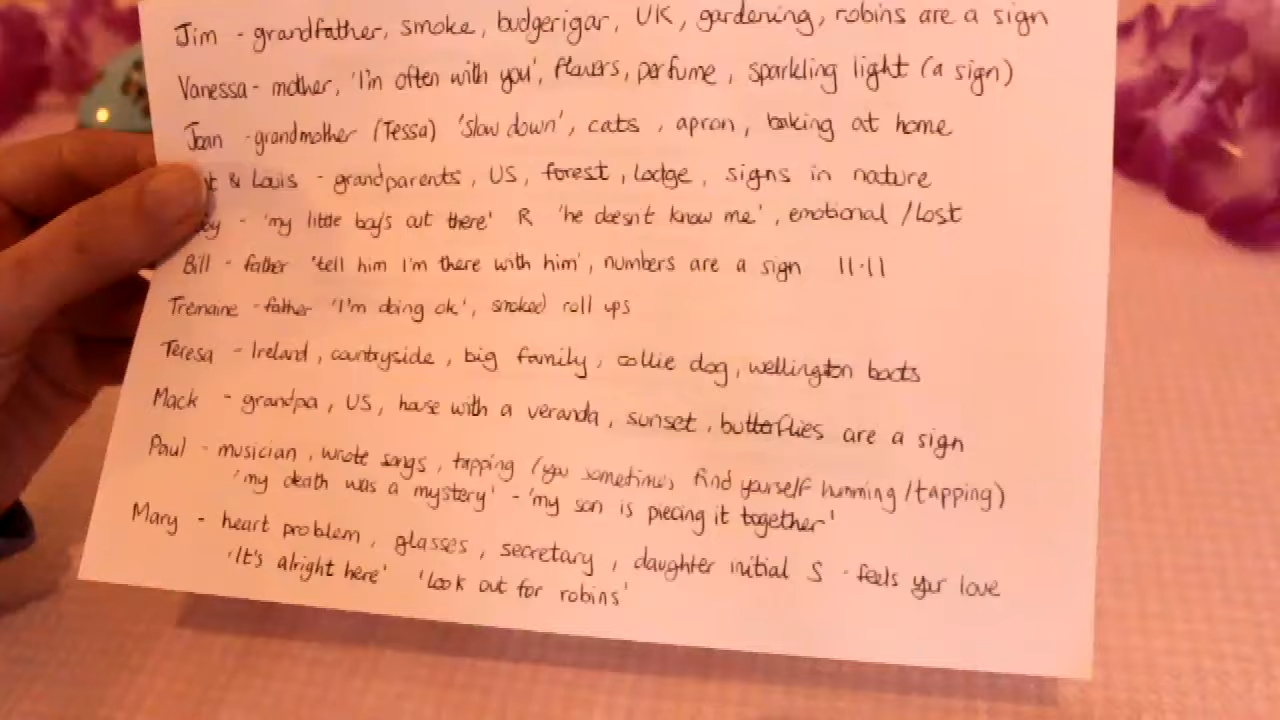 Jim - grandfather, smoke, budgerigar, UK, gardening, robins are a sign
Vanessa - mother, 'I'm often with you', flowers, perfume, sparkling light (a sign)
Joan - grandmother (Tessa) 'slow down', cats, apron, baking at home
& Louis - grandparents, US, forest, lodge, signs in nature
- 'my little boy's out there' R 'he doesn't know me', emotional / Lost
Bill - father 'tell him I'm there with him', numbers are a sign 11.11
Tremaine - father 'I'm doing ok', smoked roll ups
Teresa - Ireland, countryside, big family, collie dog, wellington boots
Mack - grandpa, US, house with a veranda, sunset, butterflies are a sign
Paul - musician, wrote songs, tapping (you sometimes find yourself humming/tapping)
'my death was a mystery' - 'my son is piecing it together'
Mary - heart problem, glasses, secretary, daughter initial S - feels your love
'It's alright here' 'Look out for robins'